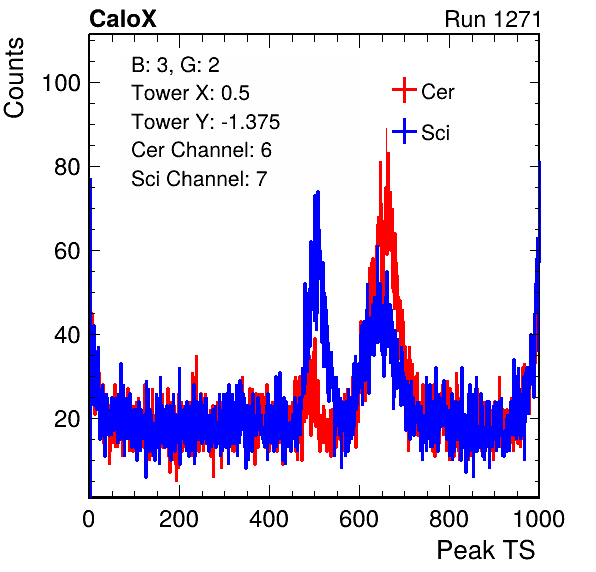 CaloX
Run 1271
Counts
B: 3, G: 2
Tower X: 0.5
Tower Y: -1.375
Cer Channel: 6
Sci Channel: 7
Cer
Sci
100
80
60
40
20
0 200 400 600 800 1000
Peak TS